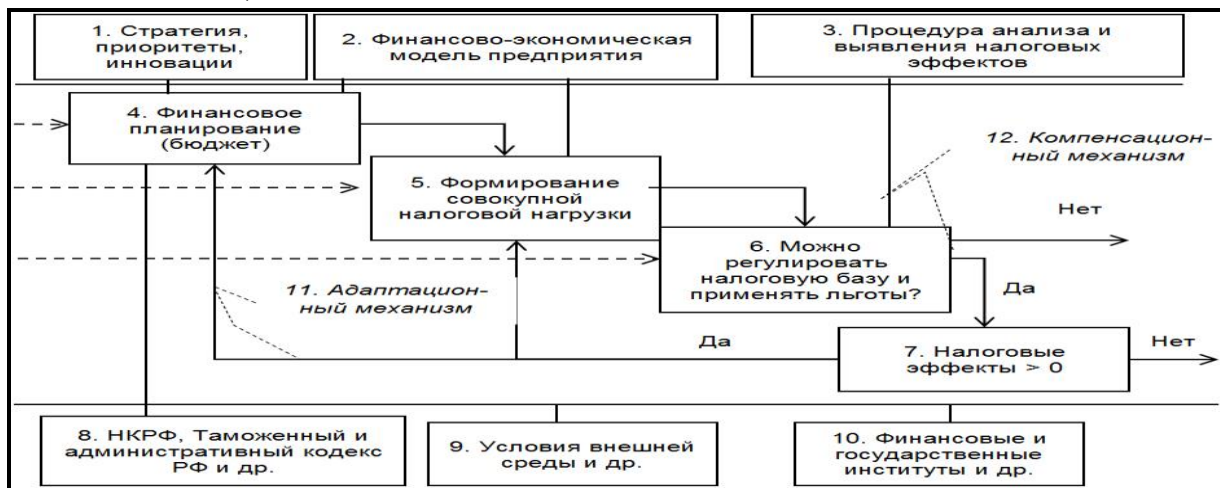 1. Стратегия,
приоритеты,
инновации
2. Финансово-экономическая
модель предприятия
3. Процедура анализа и
выявления налоговых
эффектов
4. Финансовое
планирование
(бюджет)
12. Компенсацион-
ный механизм
5. Формирование
совокупной
налоговой нагрузки
Нет
6. Можно
регулировать
налоговую базу и
применять льготы?
11. Адаптацион-
ный механизм
Да
Да
7. Налоговые
эффекты > 0
Нет
8. НКРФ, Таможенный и
административный кодекс
РФ и др.
9. Условия внешней
среды и др.
10. Финансовые и
государственные
институты и др.